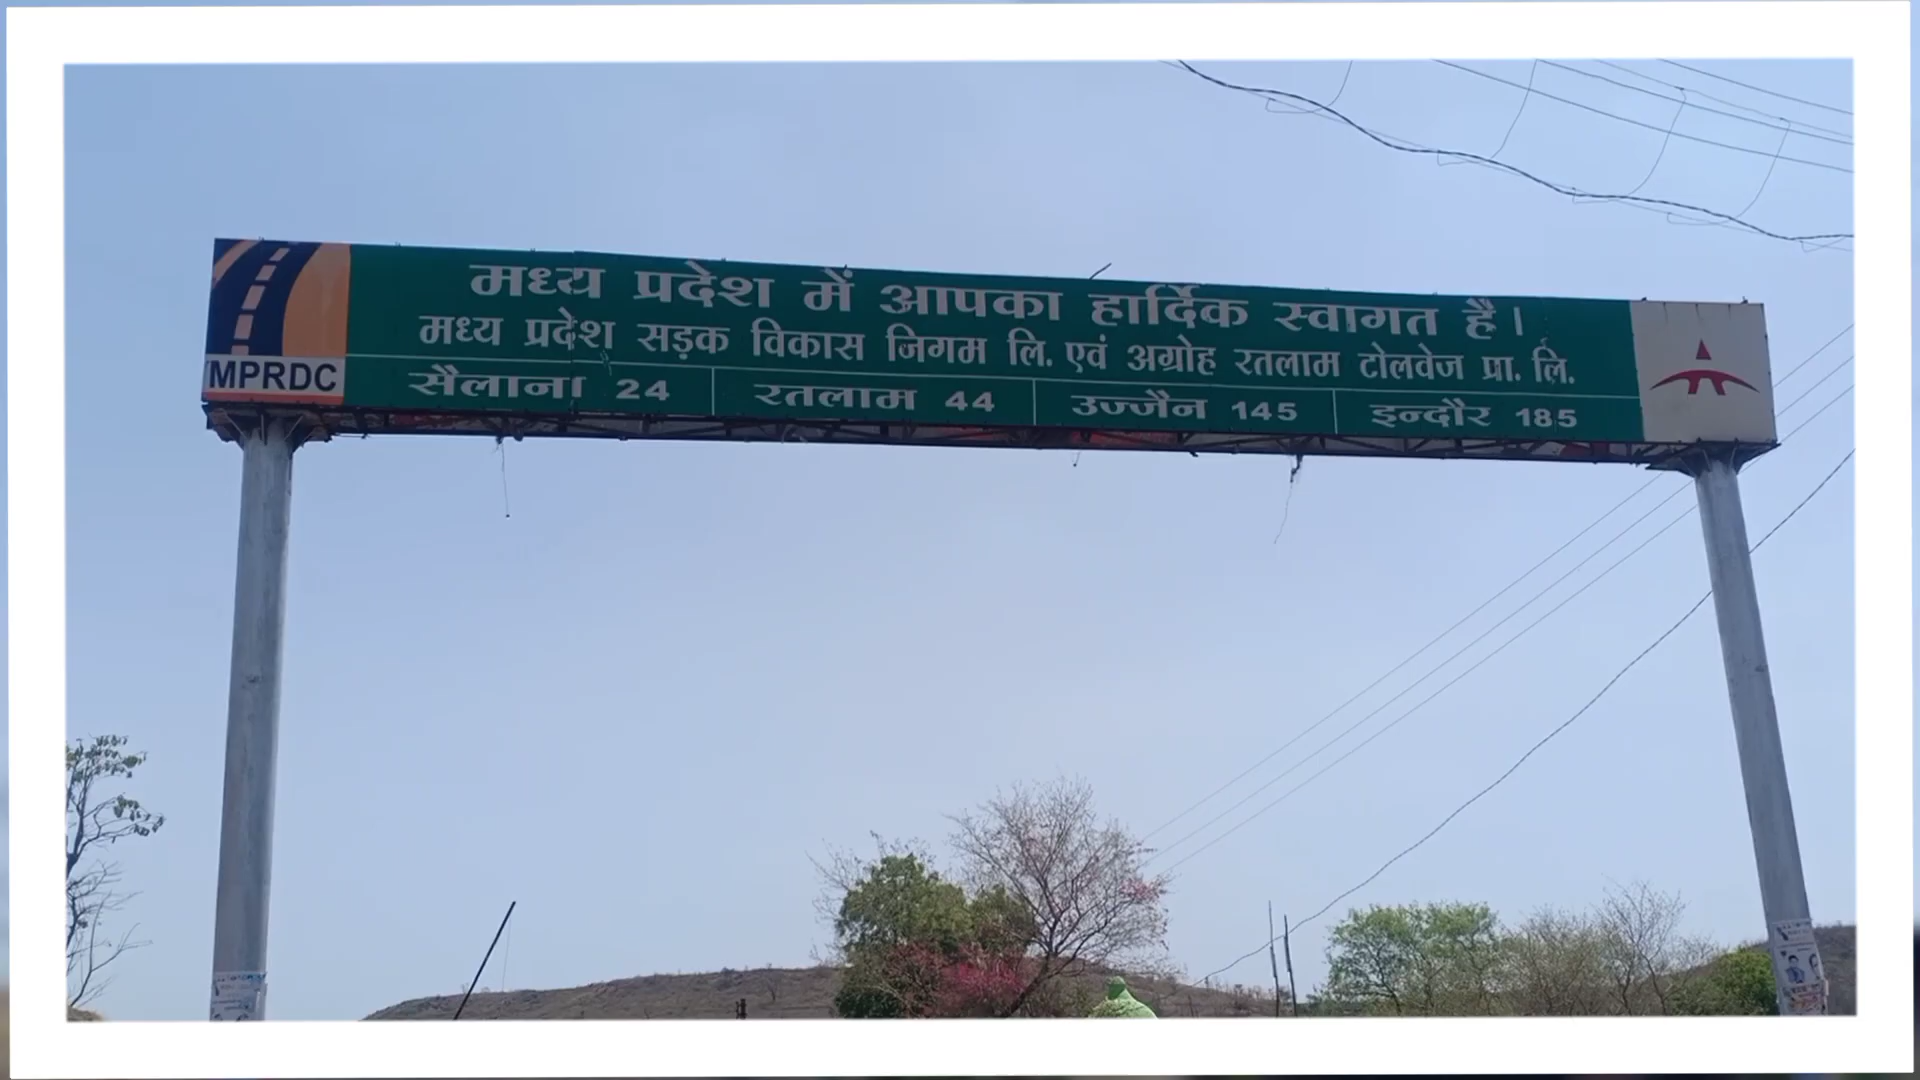 मध्य प्रदेश में आपका हार्दिक स्वागत हैं।
मध्य प्रदेश सड़क विकास जिगम लि. एवं अग्रोह रतलाम टोलवेज प्रा. लि.
MPRDC
सैलाना 24
रतलाम 44
उज्जैन 145
इन्दौर 185